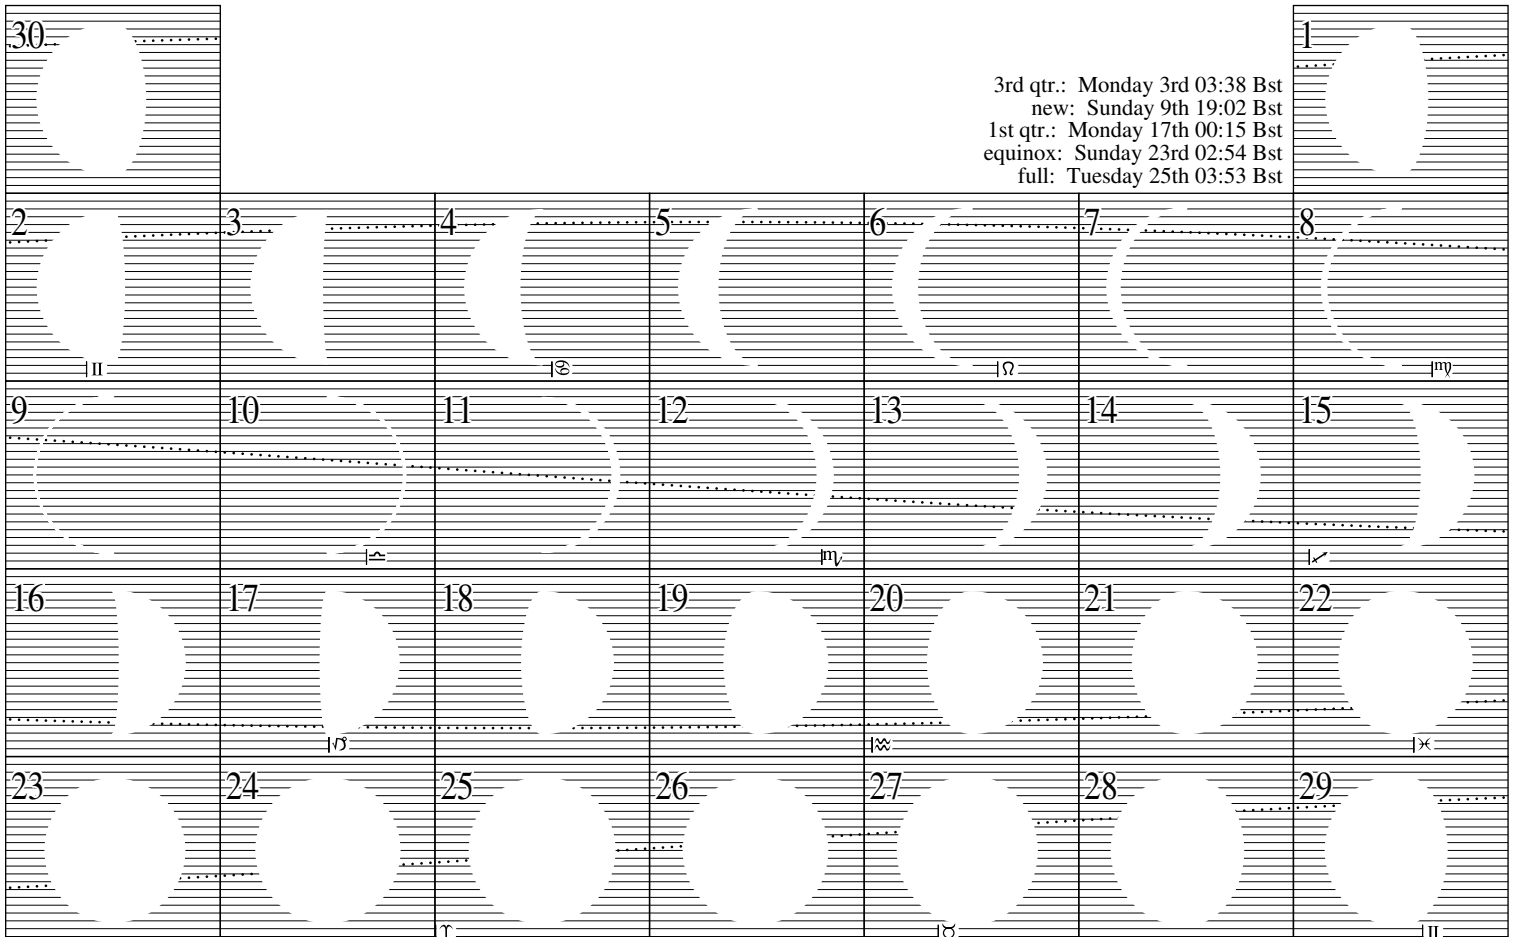 30
1
3rd qtr.: Monday 3rd 03:38 Bst
new: Sunday 9th 19:02 Bst
1st qtr.: Monday 17th 00:15 Bst
equinox: Sunday 23rd 02:54 Bst
full: Tuesday 25th 03:53 Bst
2 3 4 5 6 7 8
♊ ♋ ♌ ♍
9 10 11 12 13 14 15
♎ ♏ ♐
16 17 18 19 20 21 22
♑ ♒ ♓
23 24 25 26 27 28 29
♈ ♉ ♊